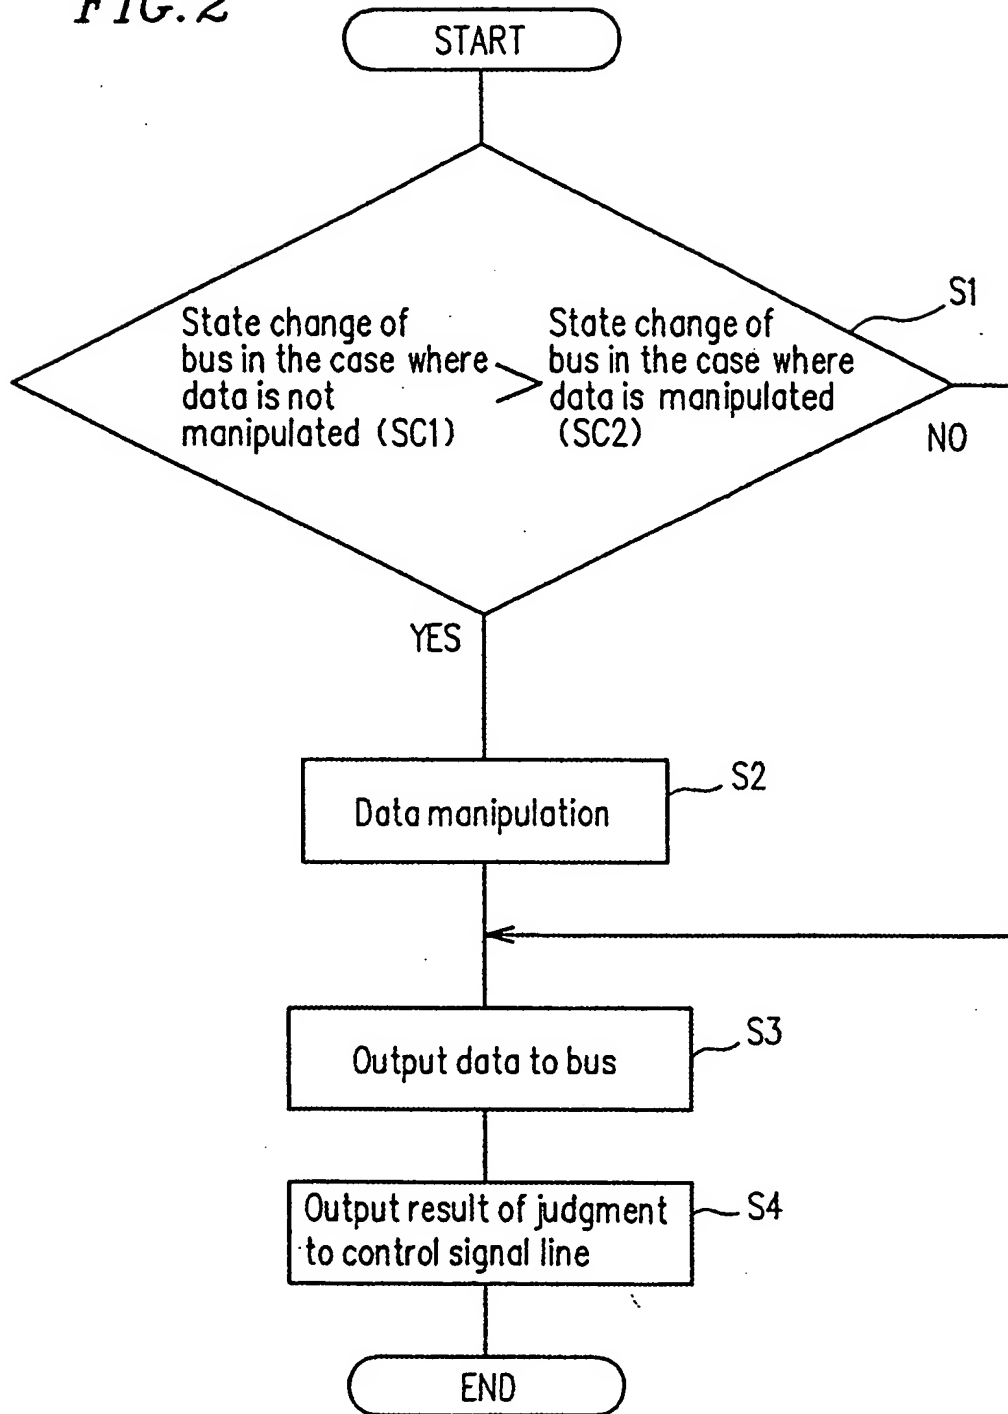 FIG. 2
START
S1
State change of
bus in the case where
data is not
manipulated (SC1)
>
State change of
bus in the case where
data is manipulated
(SC2)
NO
YES
S2
Data manipulation
S3
Output data to bus
S4
Output result of judgment
to control signal line
END